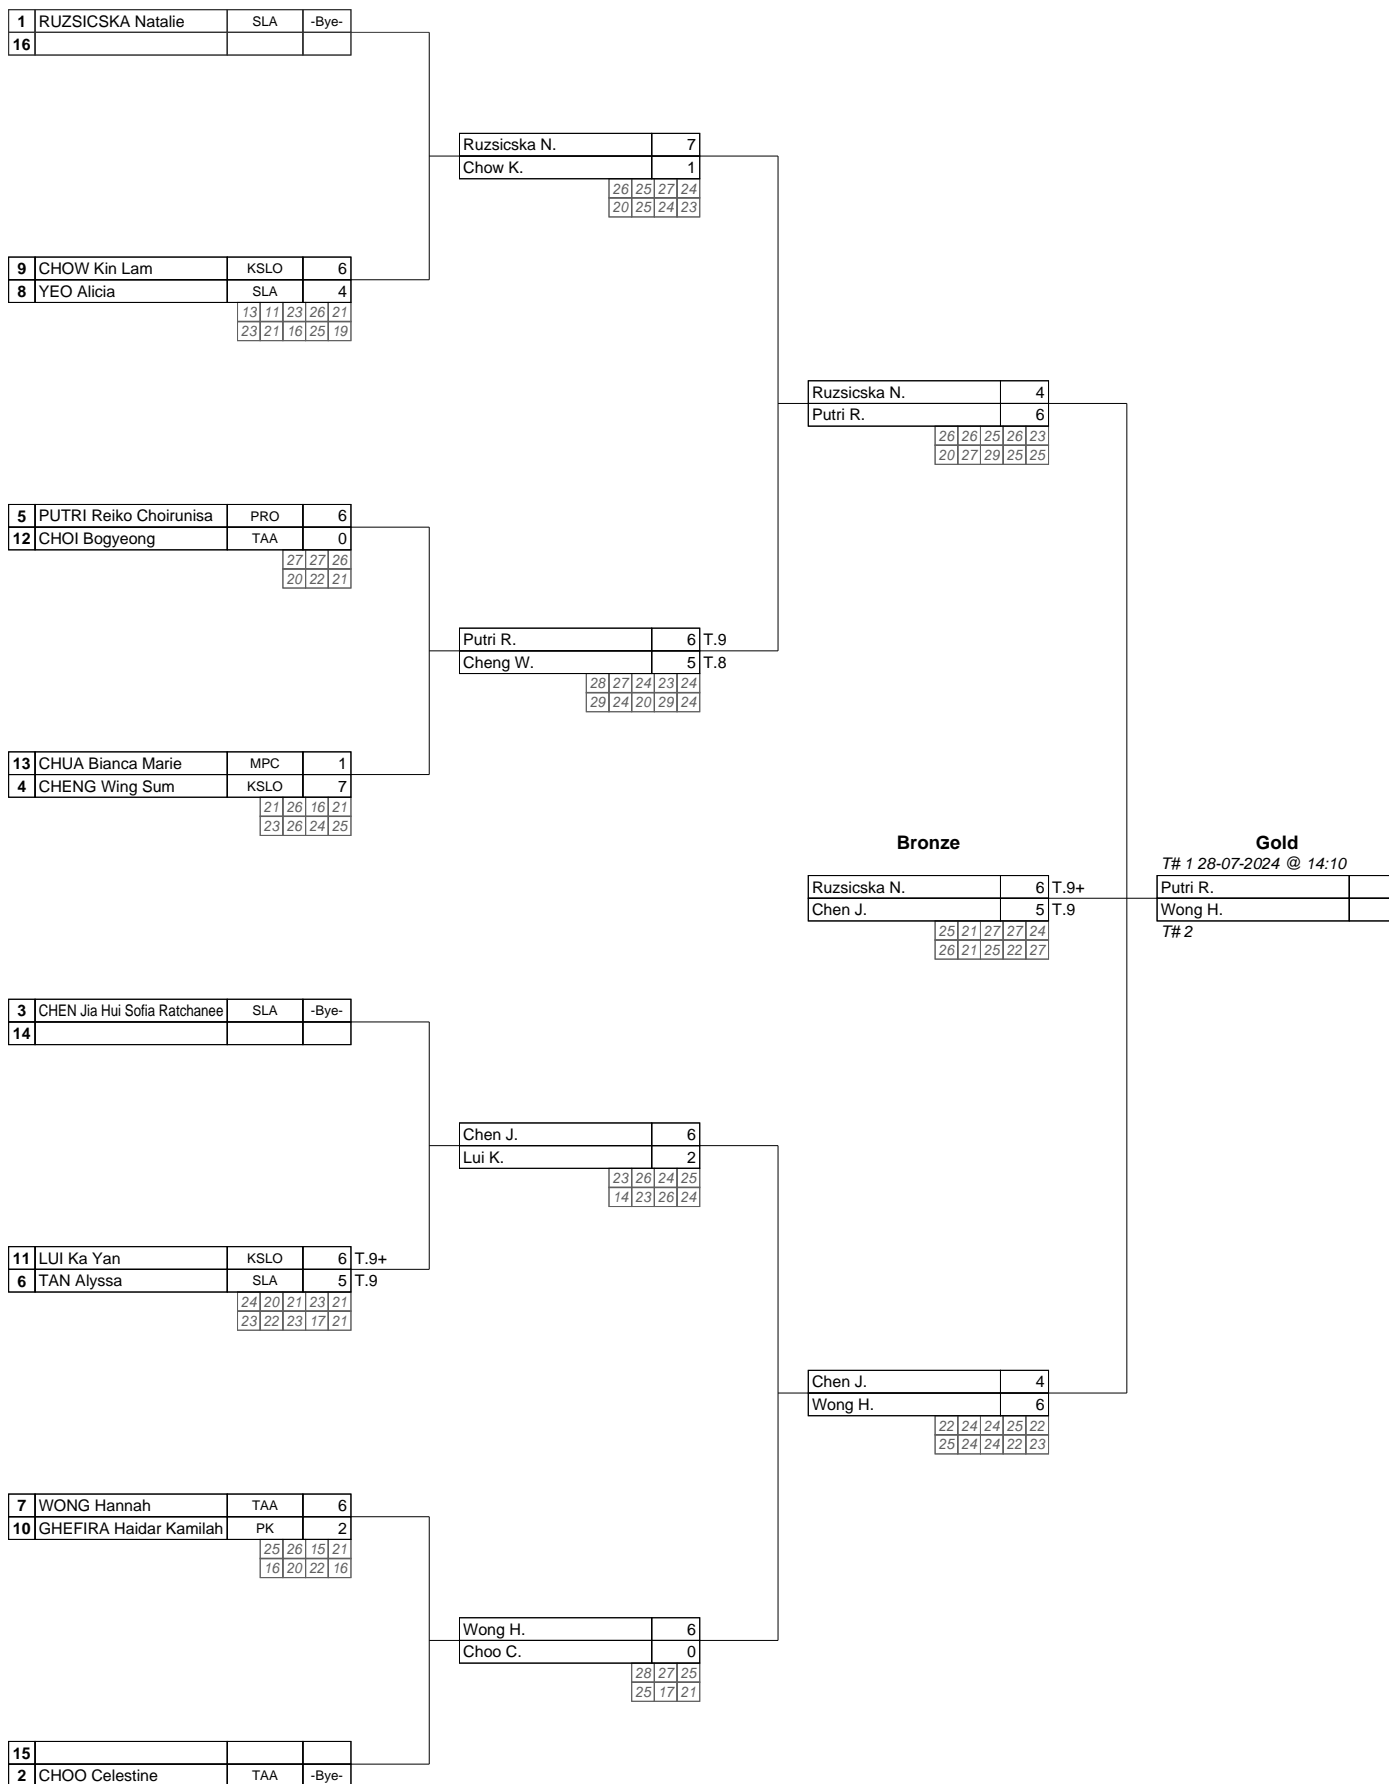 1 RUZSICSKA Natalie SLA -Bye-
16
Ruzsicska N. 7
Chow K. 1
26 25 27 24
20 25 24 23
9 CHOW Kin Lam KSLO 6
8 YEO Alicia SLA 4
13 11 23 26 21
23 21 16 25 19
Ruzsicska N. 4
Putri R. 6
26 26 25 26 23
20 27 29 25 25
5 PUTRI Reiko Choirunisa PRO 6
12 CHOI Bogyeong TAA 0
27 27 26
20 22 21
Putri R. 6 T.9
Cheng W. 5 T.8
28 27 24 23 24
29 24 20 29 24
13 CHUA Bianca Marie MPC 1
4 CHENG Wing Sum KSLO 7
21 26 16 21
23 26 24 25
Bronze
Ruzsicska N. 6 T.9+
Chen J. 5 T.9
25 21 27 27 24
26 21 25 22 27
Gold
T# 1 28-07-2024 @ 14:10
Putri R.
Wong H.
T# 2
3 CHEN Jia Hui Sofia Ratchanee SLA -Bye-
14
Chen J. 6
Lui K. 2
23 26 24 25
14 23 26 24
11 LUI Ka Yan KSLO 6 T.9+
6 TAN Alyssa SLA 5 T.9
24 20 21 23 21
23 22 23 17 21
Chen J. 4
Wong H. 6
22 24 24 25 22
25 24 24 22 23
7 WONG Hannah TAA 6
10 GHEFIRA Haidar Kamilah PK 2
25 26 15 21
16 20 22 16
Wong H. 6
Choo C. 0
28 27 25
25 17 21
15
2 CHOO Celestine TAA -Bye-